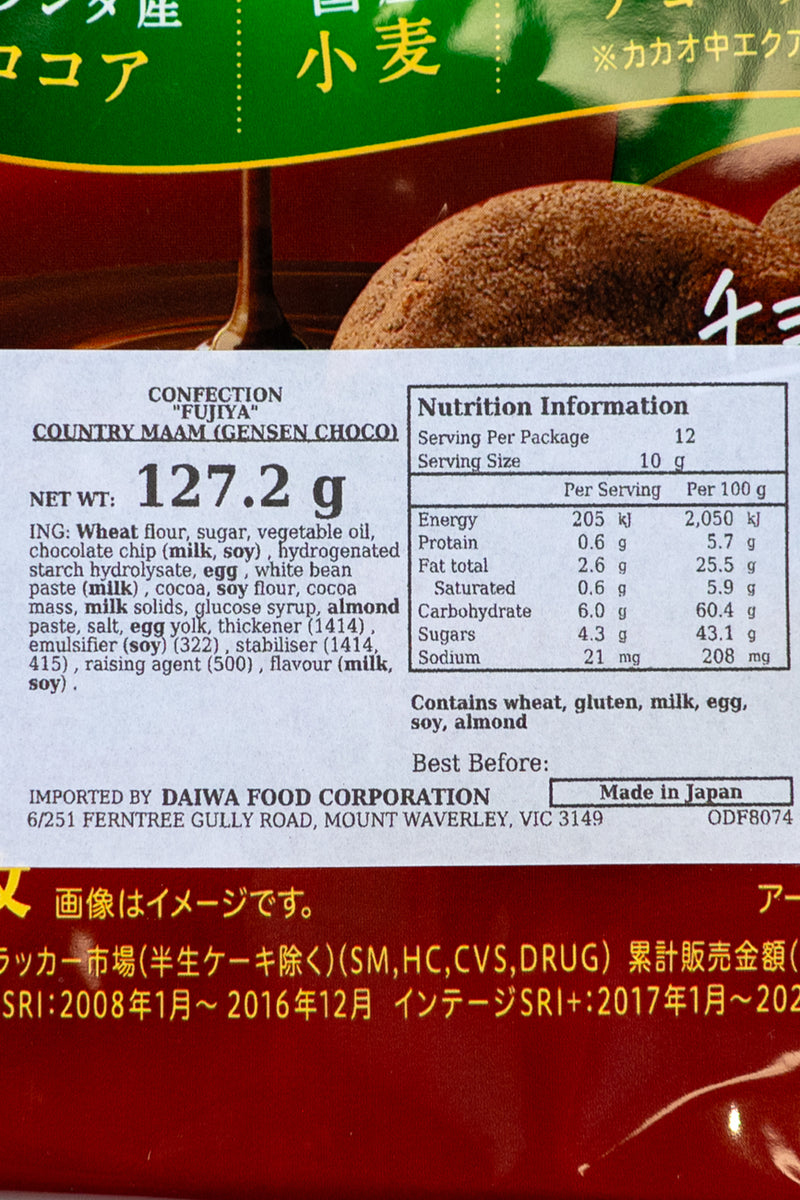 ココア
小麦
※カカオ中エクア
CONFECTION
"FUJIYA"
COUNTRY MAAM (GENSEN CHOCO)
NET WT: 127.2 g
ING: Wheat flour, sugar, vegetable oil,
chocolate chip (milk, soy) , hydrogenated
starch hydrolysate, egg , white bean
paste (milk) , cocoa, soy flour, cocoa
mass, milk solids, glucose syrup, almond
paste, salt, egg yolk, thickener (1414) ,
emulsifier (soy) (322) , stabiliser (1414,
415) , raising agent (500) , flavour (milk,
soy) .
Nutrition Information
Serving Per Package 12
Serving Size 10 g
Per Serving Per 100 g
Energy 205 kJ 2,050 kJ
Protein 0.6 g 5.7 g
Fat total 2.6 g 25.5 g
Saturated 0.6 g 5.9 g
Carbohydrate 6.0 g 60.4 g
Sugars 4.3 g 43.1 g
Sodium 21 mg 208 mg
Contains wheat, gluten, milk, egg,
soy, almond
Best Before:
Made in Japan
IMPORTED BY DAIWA FOOD CORPORATION
6/251 FERNTREE GULLY ROAD, MOUNT WAVERLEY, VIC 3149
ODF8074
画像はイメージです。
アー
ラッカー市場(半生ケーキ除く)(SM,HC,CVS,DRUG) 累計販売金額(
SRI:2008年1月～2016年12月 インテージSRI+:2017年1月～202